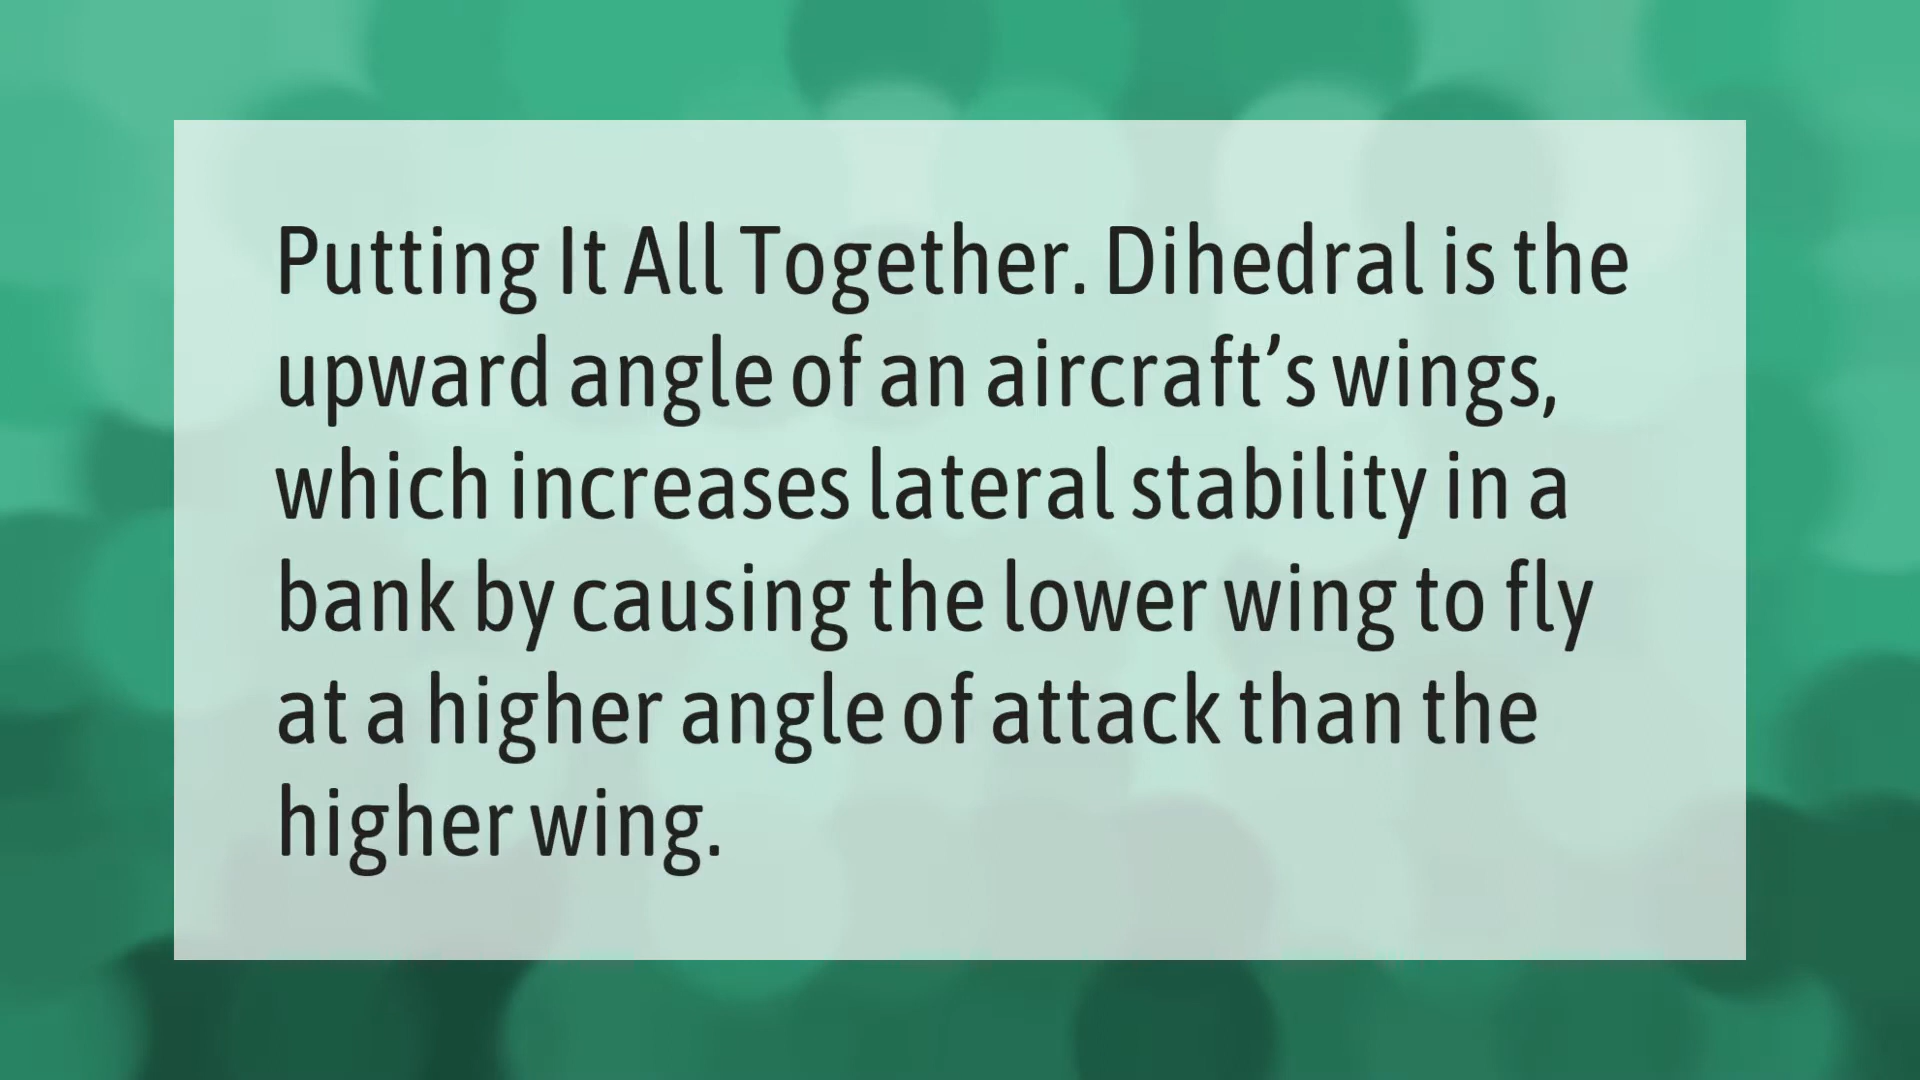 Putting It All Together. Dihedral is the
upward angle of an aircraft’s wings,
which increases lateral stability in a
bank by causing the lower wing to fly
at a higher angle of attack than the
higher wing.